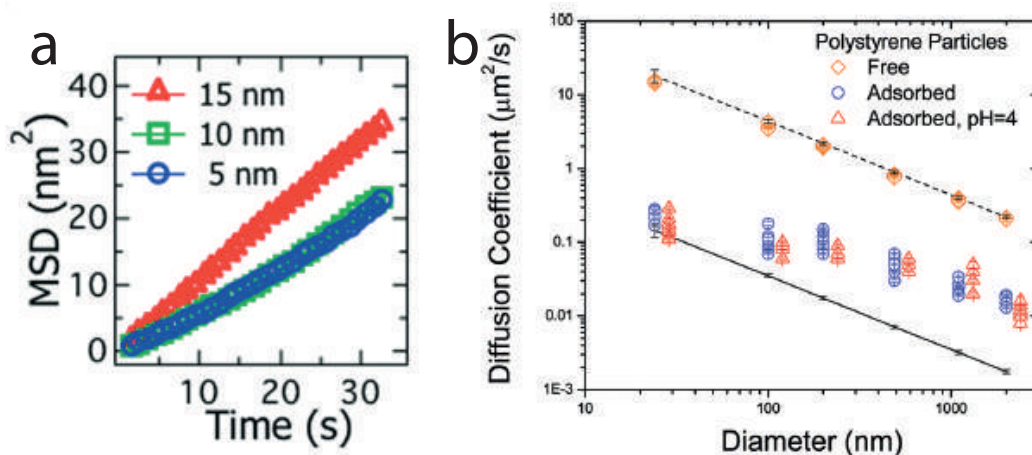 a
MSD (nm²)
40
30
20
10
0
15 nm
10 nm
5 nm
10 20 30
Time (s)
b
Diffusion Coefficient (μm²/s)
100
10
1
0.1
0.01
1E-3
Polystyrene Particles
Free
Adsorbed
Adsorbed, pH=4
10 100 1000
Diameter (nm)